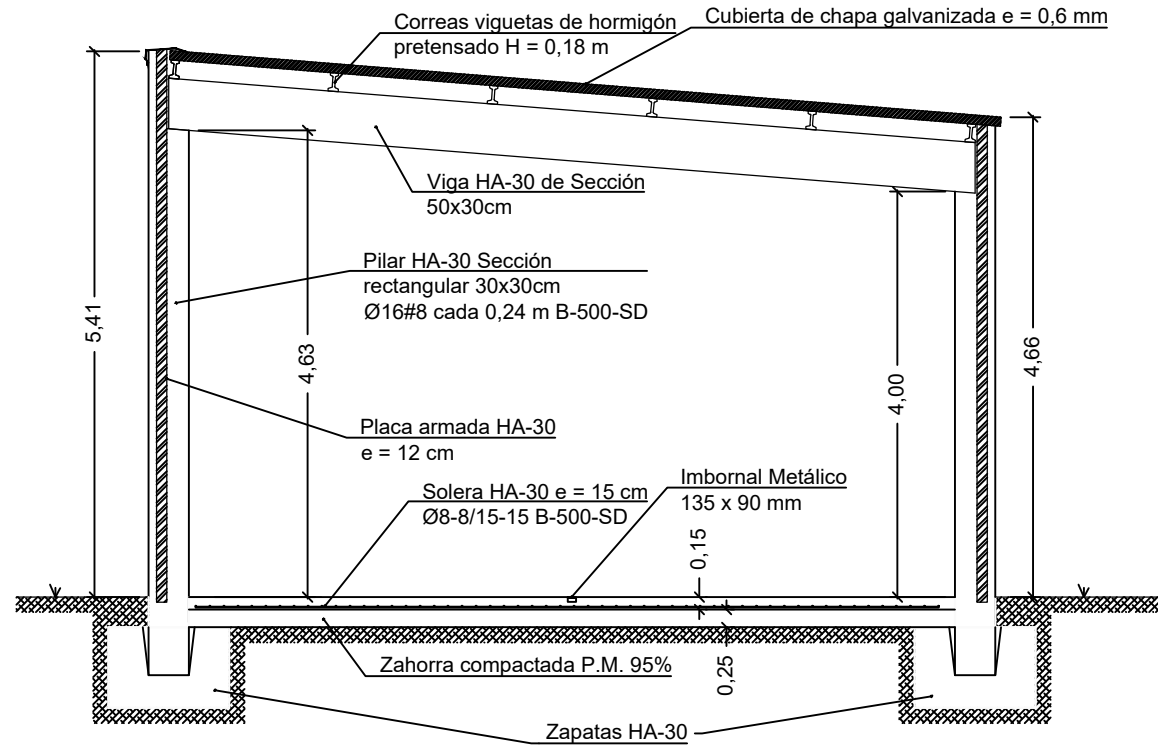 Correas viguetas de hormigón
pretensado H = 0,18 m
Cubierta de chapa galvanizada e = 0,6 mm
Viga HA-30 de Sección
50x30cm
Pilar HA-30 Sección
rectangular 30x30cm
Ø16#8 cada 0,24 m B-500-SD
5,41
4,63
4,00
4,66
Placa armada HA-30
e = 12 cm
Solera HA-30 e = 15 cm
Ø8-8/15-15 B-500-SD
Imbornal Metálico
135 x 90 mm
0,15
0,25
Zahorra compactada P.M. 95%
Zapatas HA-30